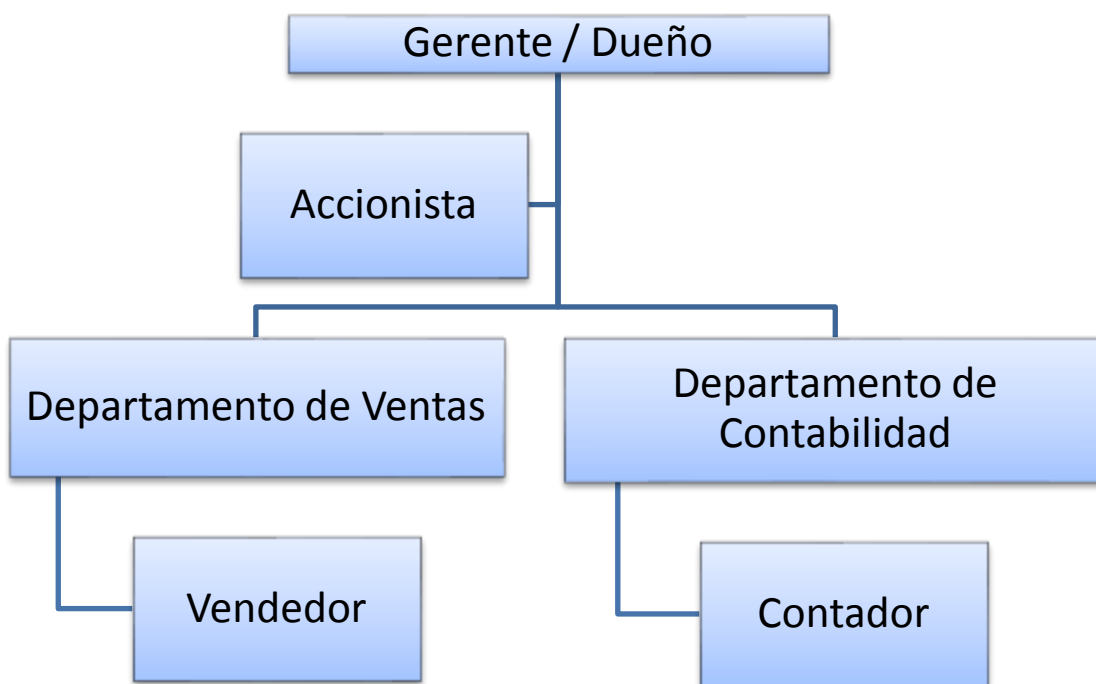 Gerente / Dueño
Accionista
Departamento de Ventas
Departamento de
Contabilidad
Vendedor
Contador